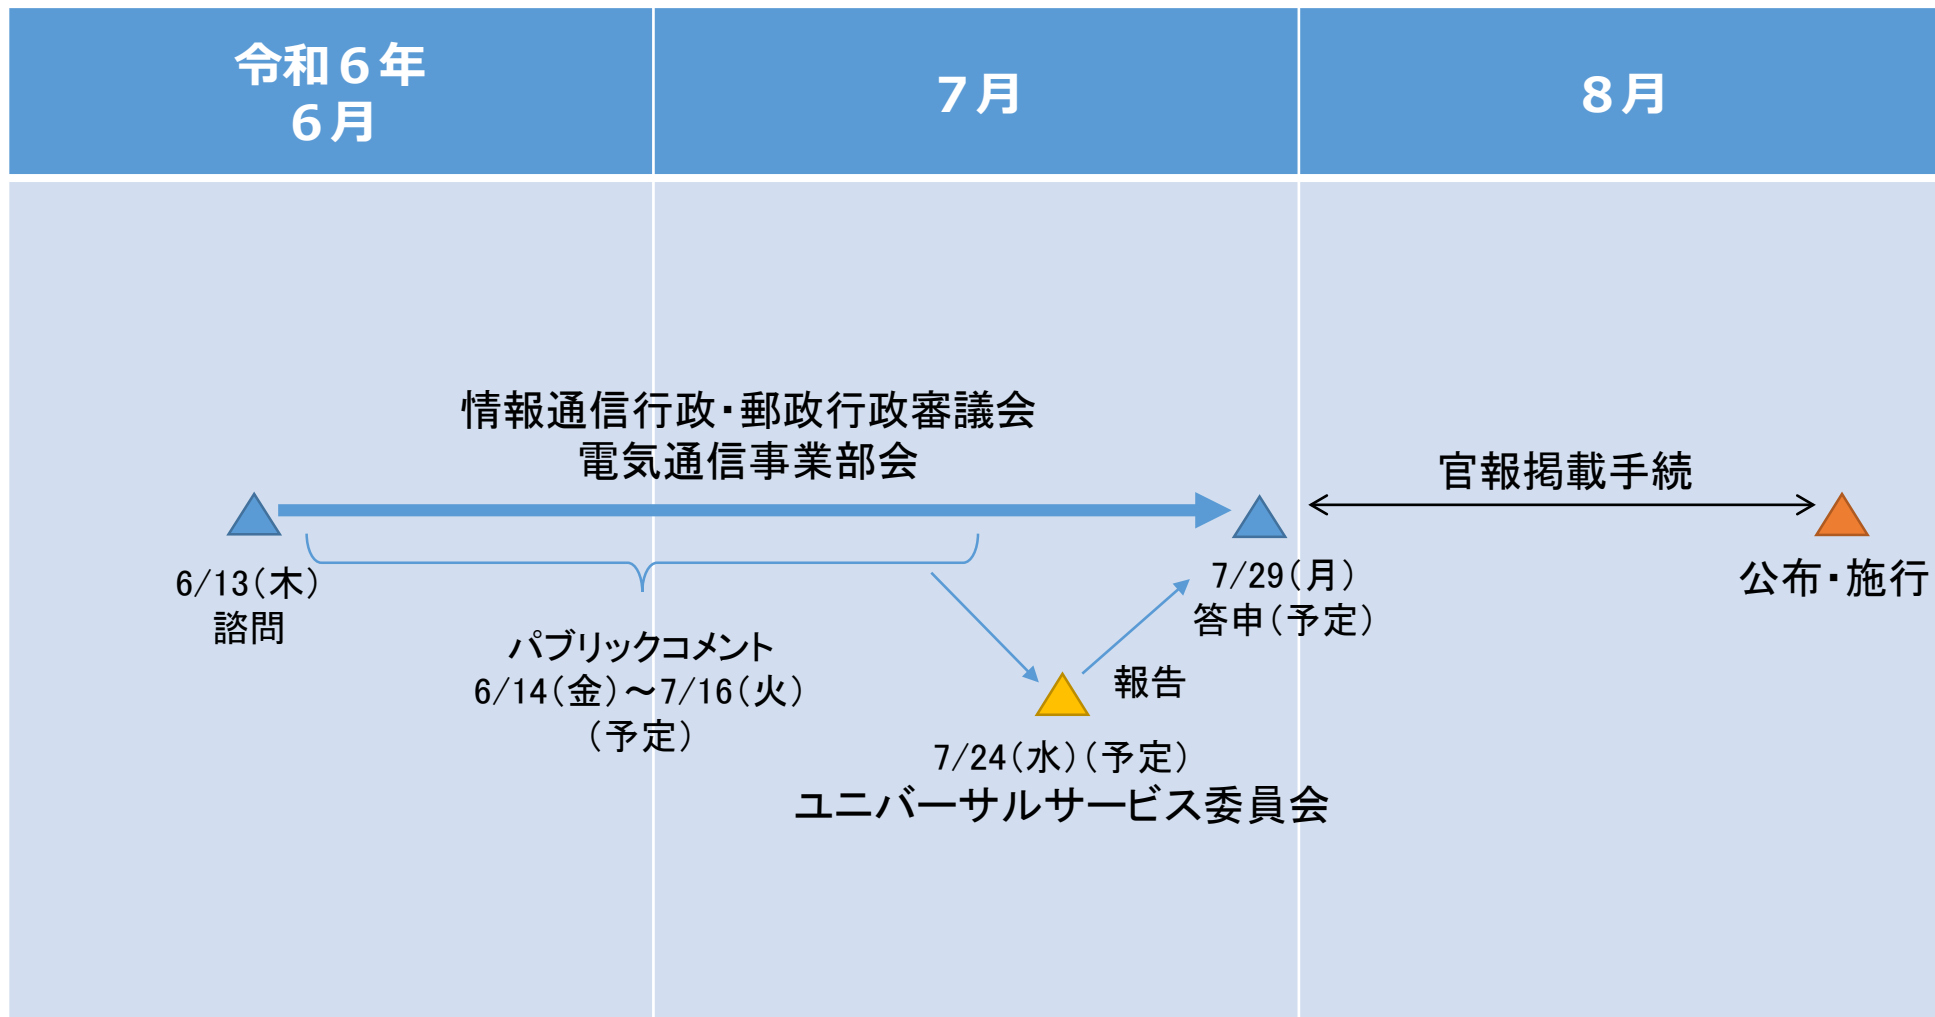 令和６年
６月
７月
８月
情報通信行政・郵政行政審議会
電気通信事業部会
官報掲載手続
6/13(木)
諮問
7/29(月)
答申(予定)
公布・施行
パブリックコメント
6/14(金)～7/16(火)
(予定)
報告
7/24(水)(予定)
ユニバーサルサービス委員会